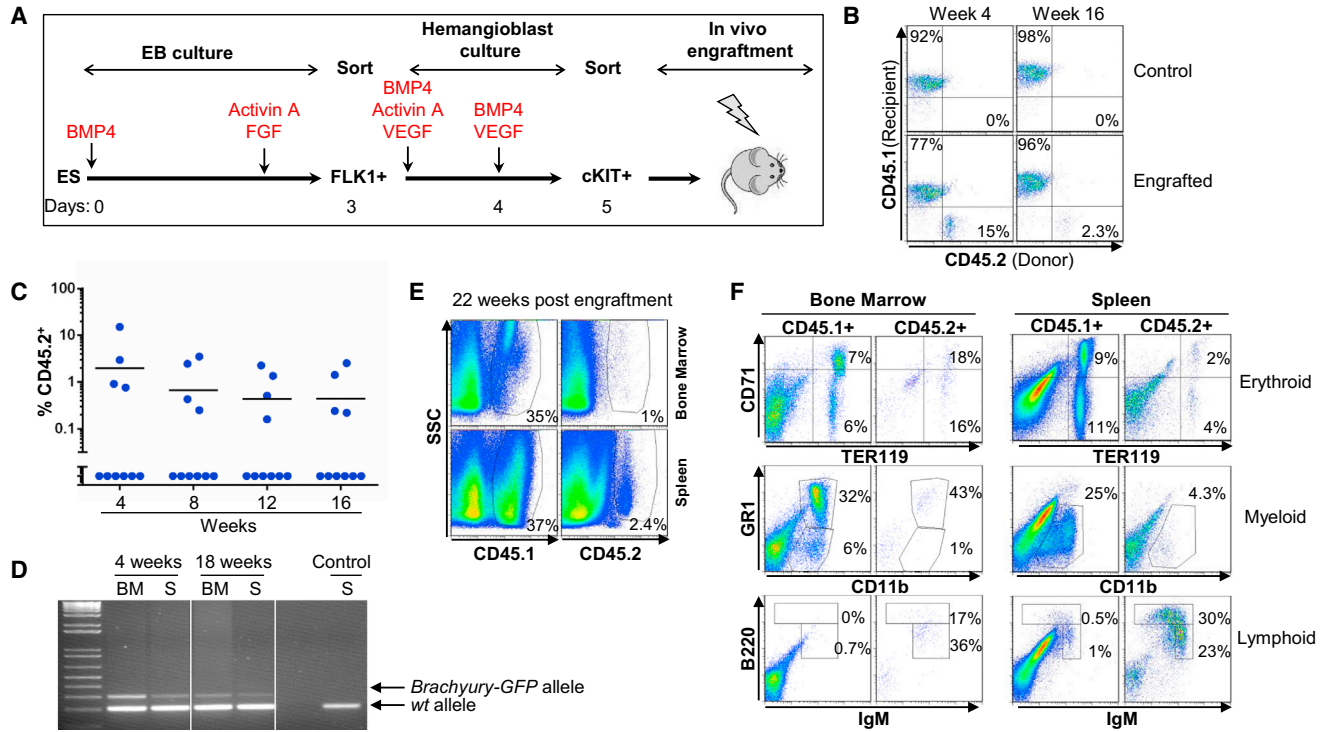 A
EB culture
Hemangioblast
culture
In vivo
engraftment
Sort
Sort
BMP4
Activin A
FGF
BMP4
Activin A
VEGF
BMP4
VEGF
ES
FLK1+
cKIT+
Days: 0
3
4
5
B
Week 4
Week 16
92%
98%
0%
0%
Control
77%
96%
15%
2.3%
Engrafted
CD45.1 (Recipient)
CD45.2 (Donor)
C
% CD45.2+
100
10
1
0.1
4
8
12
16
Weeks
D
4 weeks
18 weeks
Control
BM
S
BM
S
S
Brachyury-GFP allele
wt allele
E
22 weeks post engraftment
SSC
35%
1%
Bone Marrow
37%
2.4%
Spleen
CD45.1
CD45.2
F
Bone Marrow
Spleen
CD45.1+
CD45.2+
CD45.1+
CD45.2+
CD71
7%
18%
9%
2%
6%
16%
11%
4%
Erythroid
TER119
TER119
GR1
32%
43%
25%
4.3%
6%
1%
Myeloid
CD11b
CD11b
B220
0%
17%
0.5%
30%
0.7%
36%
1%
23%
Lymphoid
IgM
IgM